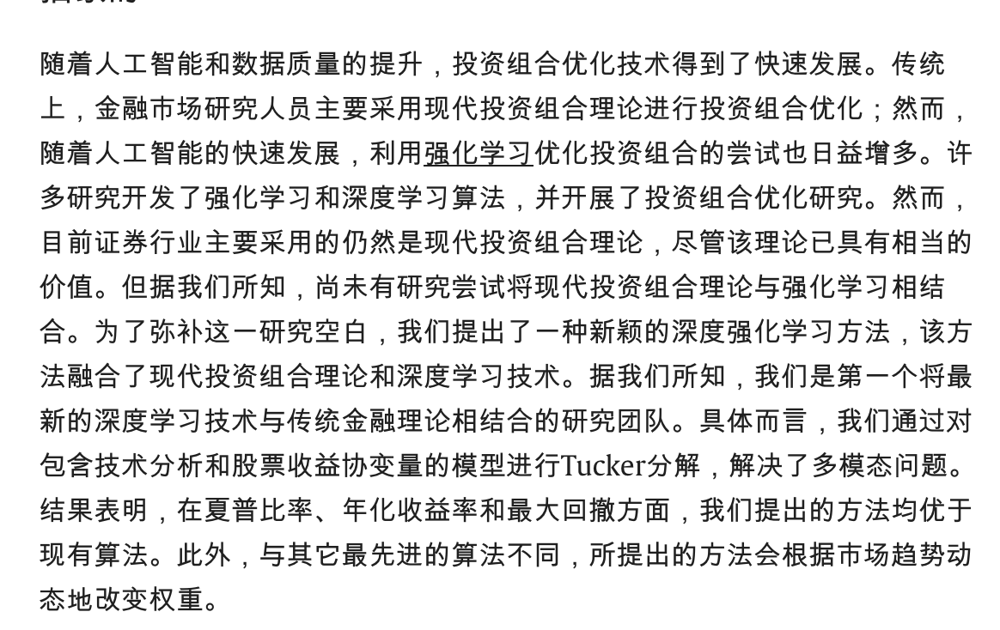 随着人工智能和数据质量的提升，投资组合优化技术得到了快速发展。传统
上，金融市场研究人员主要采用现代投资组合理论进行投资组合优化；然而，
随着人工智能的快速发展，利用强化学习优化投资组合的尝试也日益增多。许
多研究开发了强化学习和深度学习算法，并开展了投资组合优化研究。然而，
目前证券行业主要采用的仍然是现代投资组合理论，尽管该理论已具有相当的
价值。但据我们所知，尚未有研究尝试将现代投资组合理论与强化学习相结
合。为了弥补这一研究空白，我们提出了一种新颖的深度强化学习方法，该方
法融合了现代投资组合理论和深度学习技术。据我们所知，我们是第一个将最
新的深度学习技术与传统金融理论相结合的研究团队。具体而言，我们通过对
包含技术分析和股票收益协变量的模型进行Tucker分解，解决了多模态问题。
结果表明，在夏普比率、年化收益率和最大回撤方面，我们提出的方法均优于
现有算法。此外，与其它最先进的算法不同，所提出的方法会根据市场趋势动
态地改变权重。